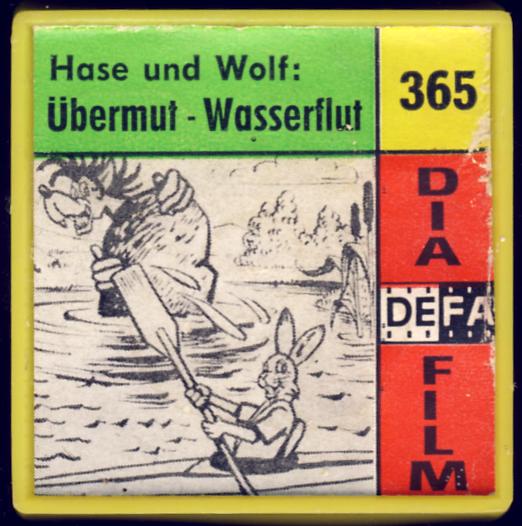 Hase und Wolf:
Übermut - Wasserflut
365
DIA
DEFA
FILM